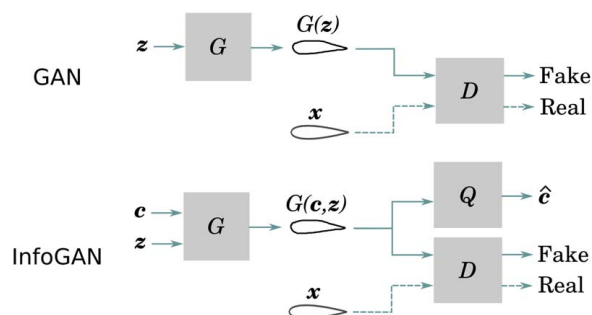 GAN
z
G
G(z)
x
D
Fake
Real
InfoGAN
c
z
G
G(c,z)
x
Q
ĉ
D
Fake
Real